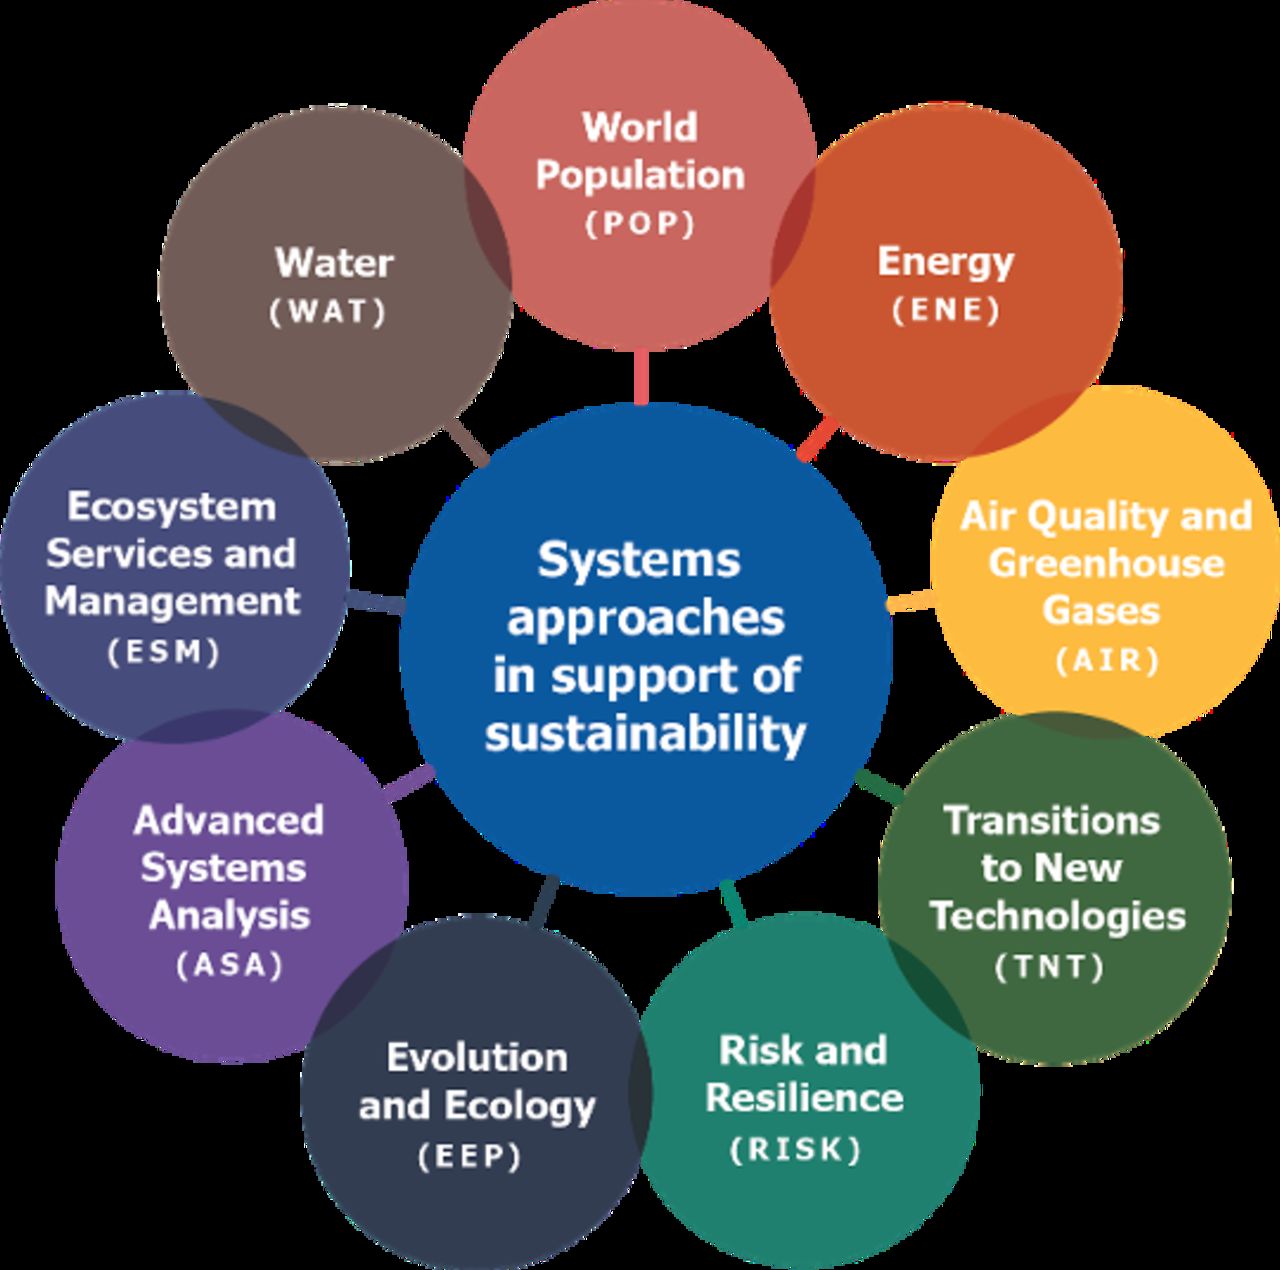 World
Population
(POP)
Energy
(ENE)
Air Quality and
Greenhouse
Gases
(AIR)
Transitions
to New
Technologies
(TNT)
Risk and
Resilience
(RISK)
Evolution
and Ecology
(EEP)
Advanced
Systems
Analysis
(ASA)
Ecosystem
Services and
Management
(ESM)
Water
(WAT)
Systems
approaches
in support of
sustainability